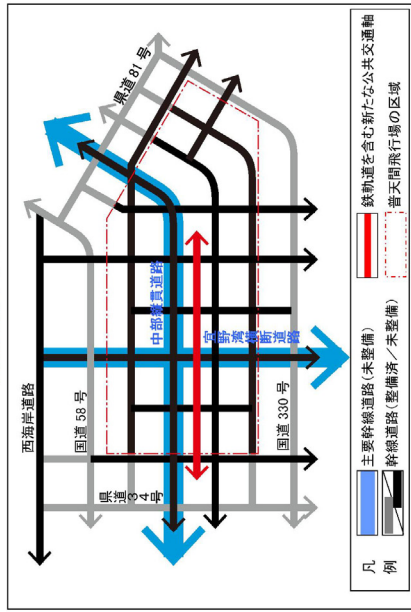 西海岸道路
国道58号
県道34号
県道81号
中部縦貫道路
宜野湾横断道路
国道330号
凡例
主要幹線道路(未整備)
幹線道路(整備済/未整備)
鉄軌道を含む新たな公共交通軸
普天間飛行場の区域